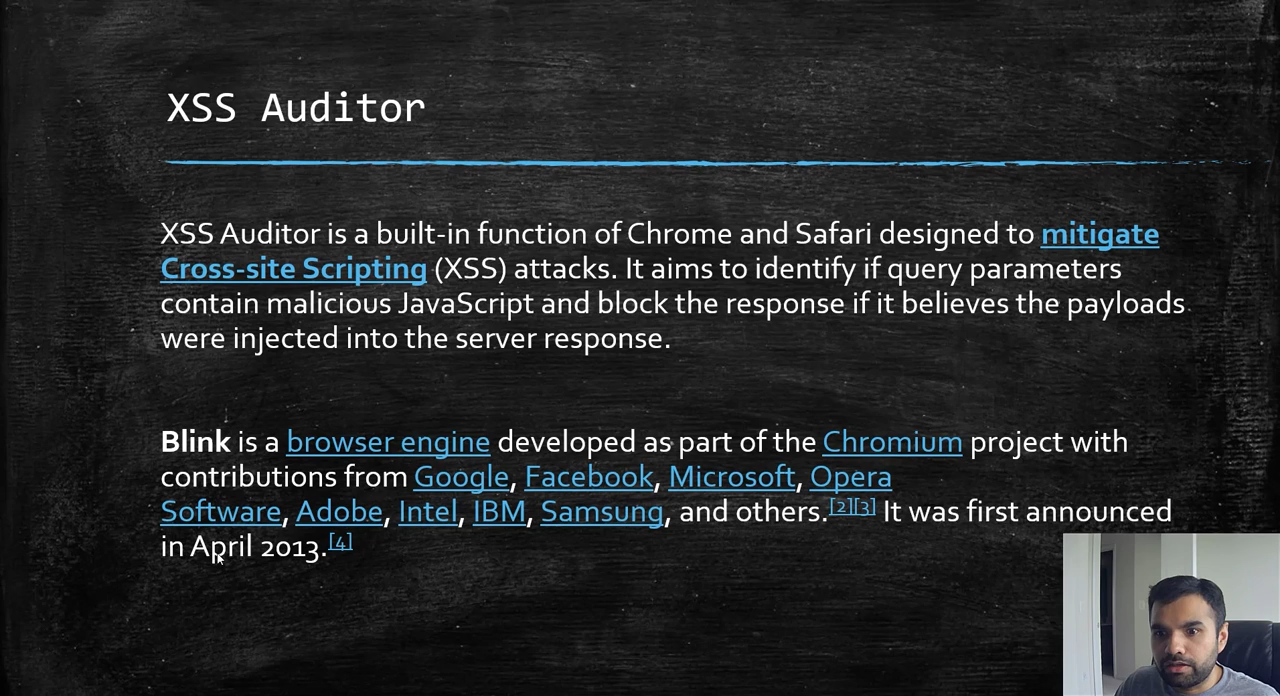 XSS Auditor
XSS Auditor is a built-in function of Chrome and Safari designed to mitigate
Cross-site Scripting (XSS) attacks. It aims to identify if query parameters
contain malicious JavaScript and block the response if it believes the payloads
were injected into the server response.
Blink is a browser engine developed as part of the Chromium project with
contributions from Google, Facebook, Microsoft, Opera
Software, Adobe, Intel, IBM, Samsung, and others.[2][3] It was first announced
in April 2013.[4]